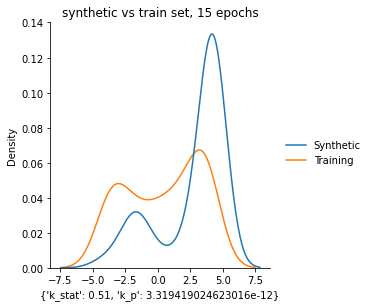 synthetic vs train set, 15 epochs
0.14
0.12
0.10
0.08
0.06
0.04
0.02
0.00
Density
−7.5 −5.0 −2.5 0.0 2.5 5.0 7.5
{'k_stat': 0.51, 'k_p': 3.319419024623016e-12}
Synthetic
Training